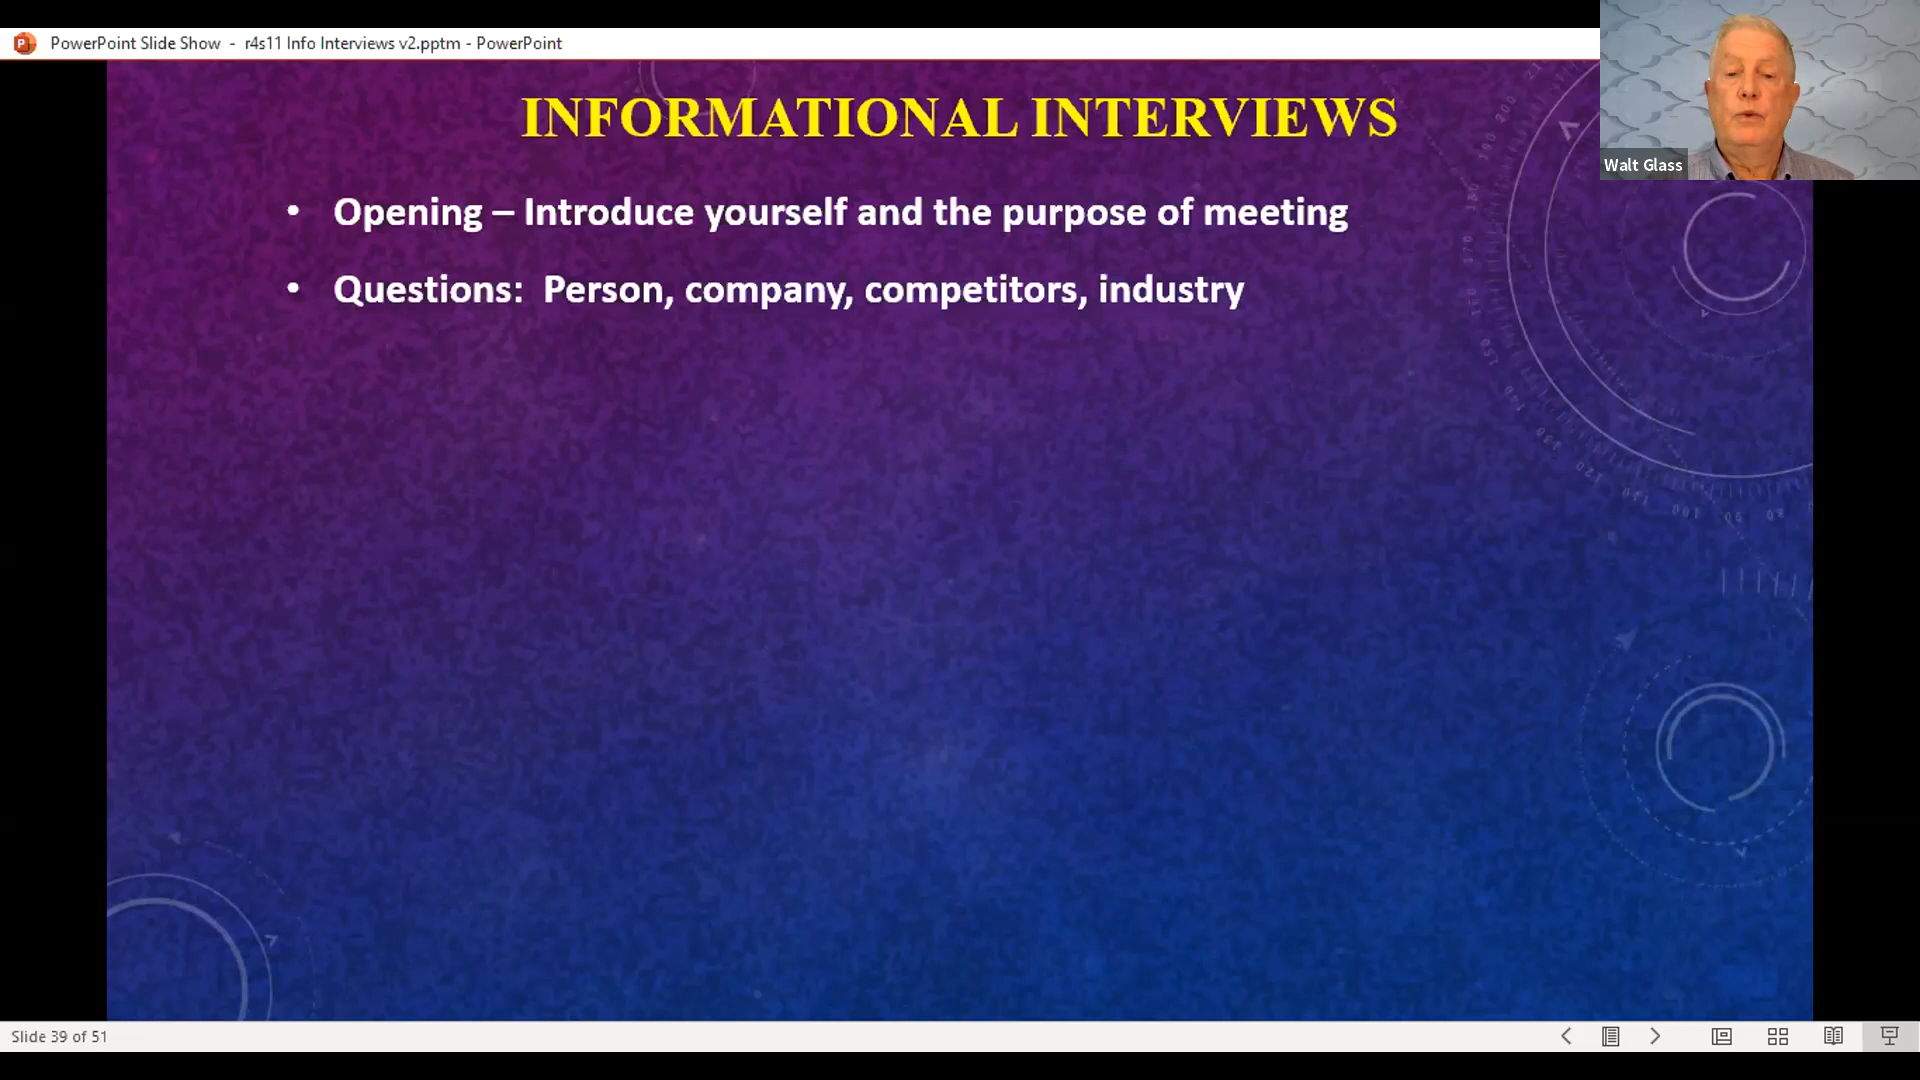 PowerPoint Slide Show - r4s11 Info Interviews v2.pptm - PowerPoint
Walt Glass
INFORMATIONAL INTERVIEWS
• Opening – Introduce yourself and the purpose of meeting
• Questions: Person, company, competitors, industry
Slide 39 of 51